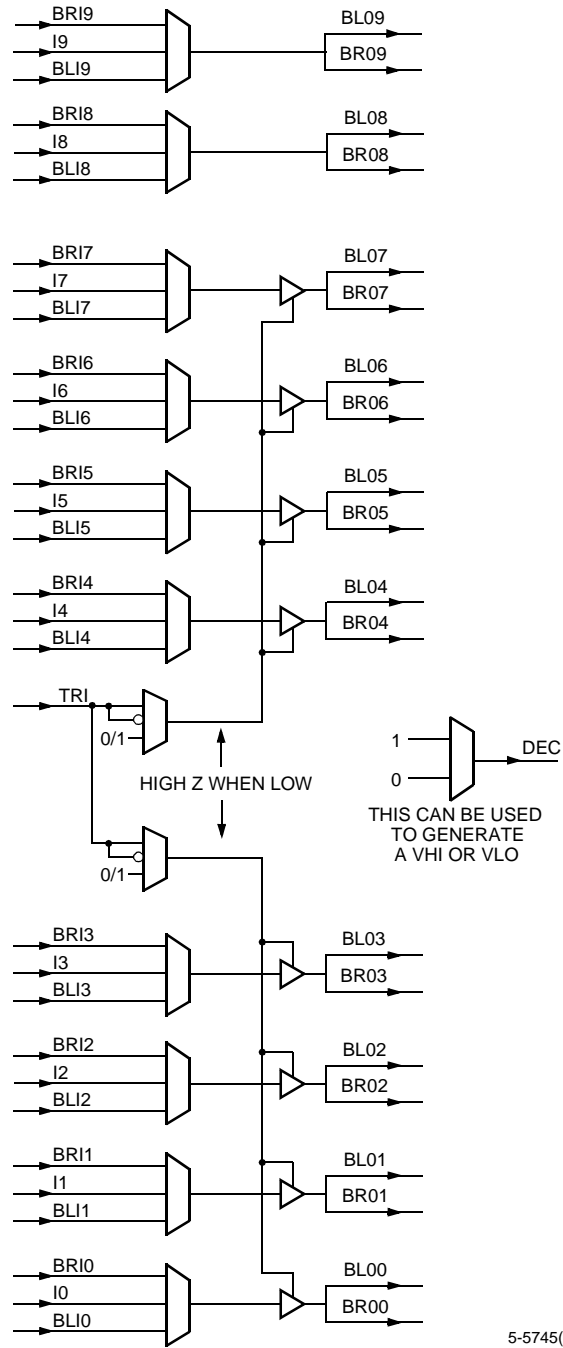 BRI9
I9
BLI9
BL09
BR09
BRI8
I8
BLI8
BL08
BR08
BRI7
I7
BLI7
BL07
BR07
BRI6
I6
BLI6
BL06
BR06
BRI5
I5
BLI5
BL05
BR05
BRI4
I4
BLI4
BL04
BR04
TRI
0/1
HIGH Z WHEN LOW
1
0
DEC
THIS CAN BE USED
TO GENERATE
A VHI OR VLO
0/1
BRI3
I3
BLI3
BL03
BR03
BRI2
I2
BLI2
BL02
BR02
BRI1
I1
BLI1
BL01
BR01
BRI0
I0
BLI0
BL00
BR00
5-5745(